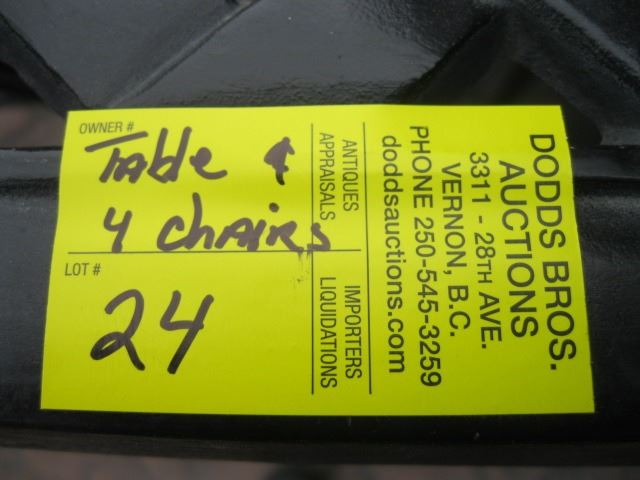 OWNER #
Table &
4 chairs
LOT #
24
ANTIQUES
APPRAISALS
IMPORTERS
LIQUIDATIONS
DODDS BROS.
AUCTIONS
3311 - 28TH AVE.
VERNON, B.C.
PHONE 250-545-3259
doddsauctions.com